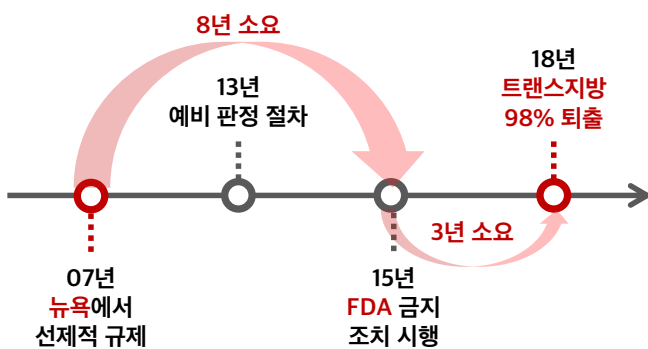 8년 소요
13년
예비 판정 절차
18년
트랜스지방
98% 퇴출
3년 소요
07년
뉴욕에서
선제적 규제
15년
FDA 금지
조치 시행